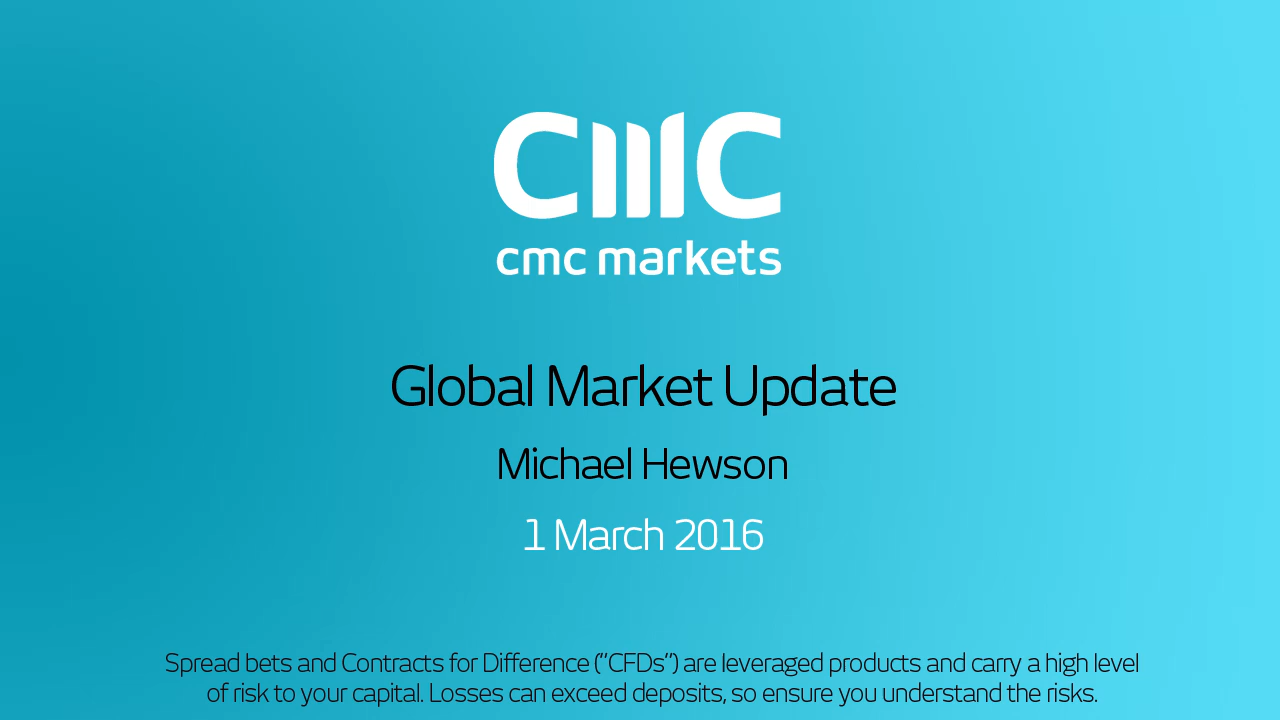 CMC
cmc markets
Global Market Update
Michael Hewson
1 March 2016
Spread bets and Contracts for Difference (“CFDs”) are leveraged products and carry a high level
of risk to your capital. Losses can exceed deposits, so ensure you understand the risks.